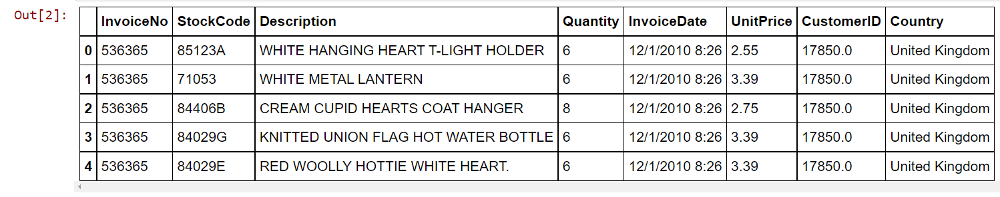 Out[2]:
InvoiceNo StockCode Description Quantity InvoiceDate UnitPrice CustomerID Country
0 536365 85123A WHITE HANGING HEART T-LIGHT HOLDER 6 12/1/2010 8:26 2.55 17850.0 United Kingdom
1 536365 71053 WHITE METAL LANTERN 6 12/1/2010 8:26 3.39 17850.0 United Kingdom
2 536365 84406B CREAM CUPID HEARTS COAT HANGER 8 12/1/2010 8:26 2.75 17850.0 United Kingdom
3 536365 84029G KNITTED UNION FLAG HOT WATER BOTTLE 6 12/1/2010 8:26 3.39 17850.0 United Kingdom
4 536365 84029E RED WOOLLY HOTTIE WHITE HEART. 6 12/1/2010 8:26 3.39 17850.0 United Kingdom